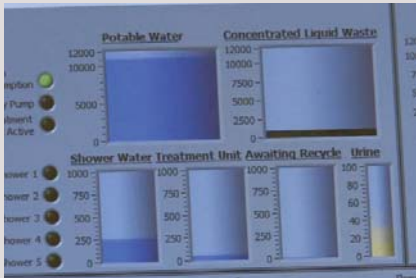 Potable Water Concentrated Liquid Waste
12000 12000
10000 10000
7500
5000 5000
2500
0 0
Pump
Active
Shower Water Treatment Unit Awaiting Recycle Urine
1000 1000 1000 100
750 750 750 80
500 500 500 60
250 250 250 40
20
0 0 0 0
hower 1
hower 2
hower 3
hower 4
hower 5